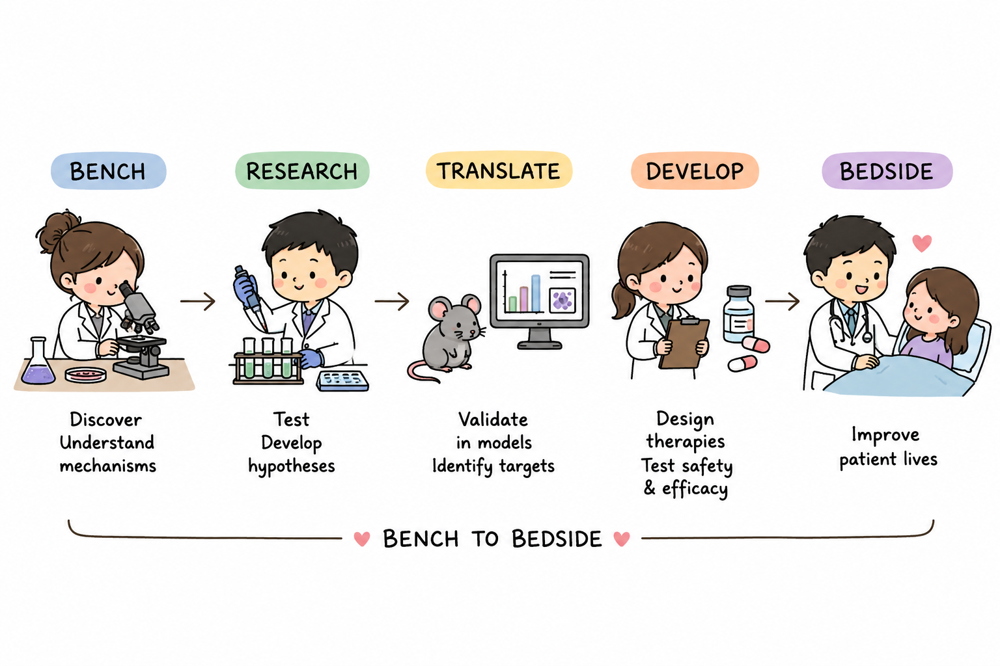 BENCH
RESEARCH
TRANSLATE
DEVELOP
BEDSIDE
Discover
Understand
mechanisms
Test
Develop
hypotheses
Validate
in models
Identify targets
Design
therapies
Test safety
& efficacy
Improve
patient lives
BENCH TO BEDSIDE